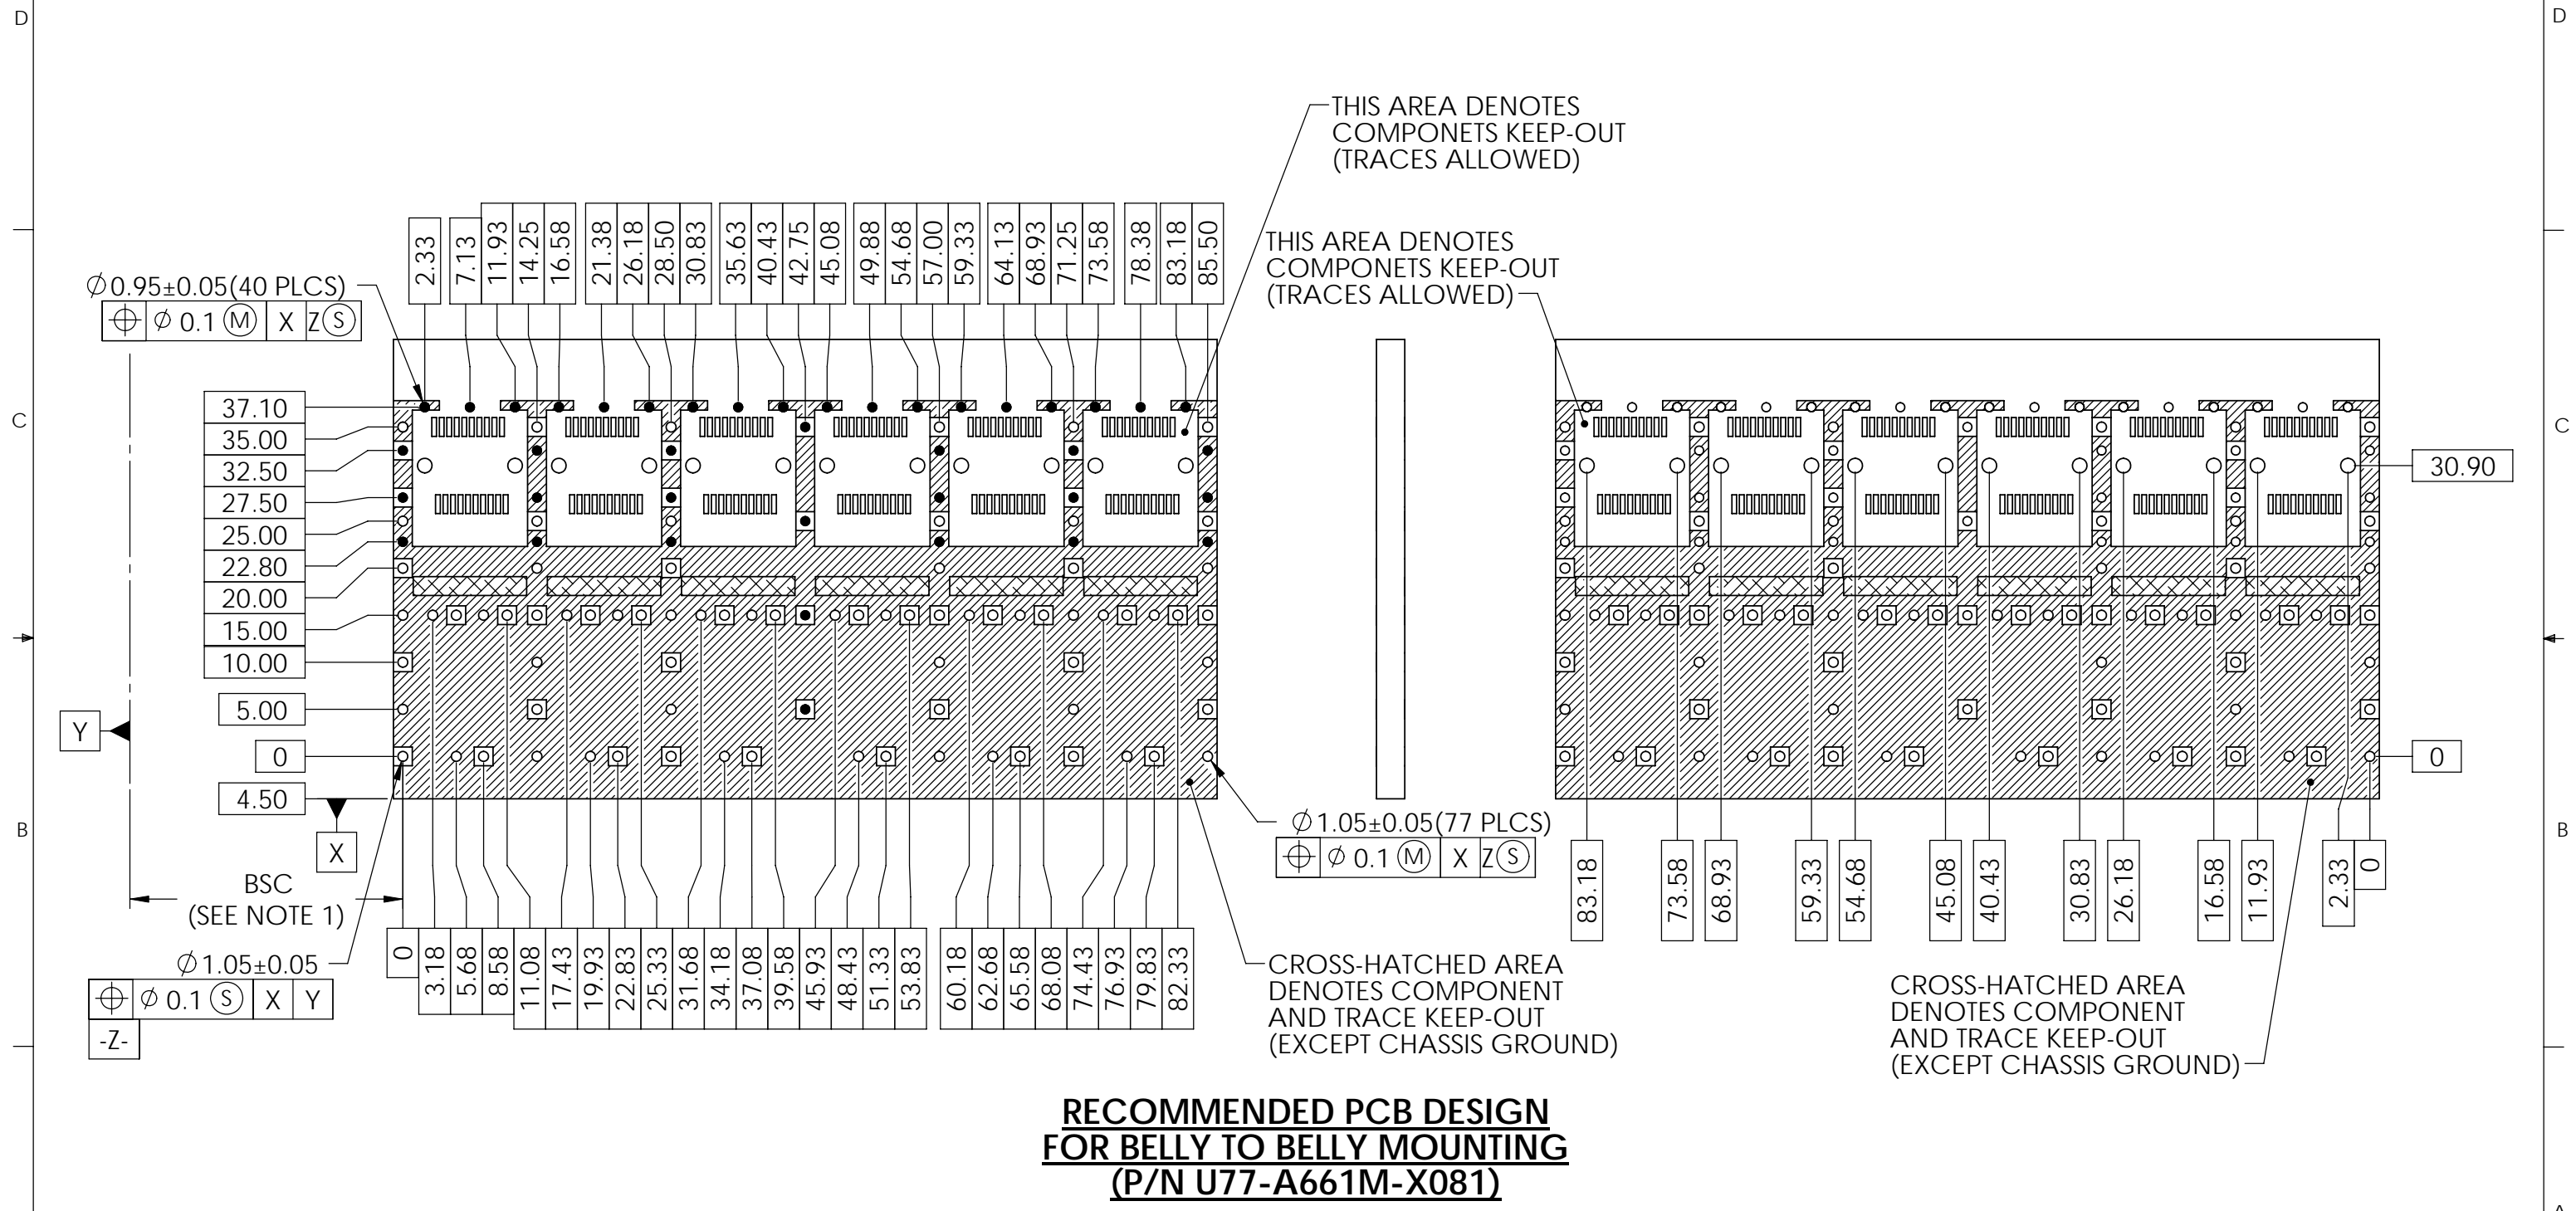 D
D
THIS AREA DENOTES
COMPONETS KEEP-OUT
(TRACES ALLOWED)
THIS AREA DENOTES
COMPONETS KEEP-OUT
(TRACES ALLOWED)
2.33
7.13
11.93
14.25
16.58
21.38
26.18
28.50
30.83
35.63
40.43
42.75
45.08
49.88
54.68
57.00
59.33
64.13
68.93
71.25
73.58
78.38
83.18
85.50
∅0.95±0.05(40 PLCS)
⌖ ∅ 0.1 Ⓜ X ZⓈ
C
C
37.10
35.00
32.50
27.50
25.00
22.80
20.00
15.00
10.00
5.00
0
4.50
30.90
0
Y
X
B
B
BSC
(SEE NOTE 1)
∅1.05±0.05
⌖ ∅ 0.1 Ⓢ X Y
-Z-
∅1.05±0.05(77 PLCS)
⌖ ∅ 0.1 Ⓜ X ZⓈ
0
3.18
5.68
8.58
11.08
17.43
19.93
22.83
25.33
31.68
34.18
37.08
39.58
45.93
48.43
51.33
53.83
60.18
62.68
65.58
68.08
74.43
76.93
79.83
82.33
83.18
73.58
68.93
59.33
54.68
45.08
40.43
30.83
26.18
16.58
11.93
2.33
0
CROSS-HATCHED AREA
DENOTES COMPONENT
AND TRACE KEEP-OUT
(EXCEPT CHASSIS GROUND)
CROSS-HATCHED AREA
DENOTES COMPONENT
AND TRACE KEEP-OUT
(EXCEPT CHASSIS GROUND)
RECOMMENDED PCB DESIGN
FOR BELLY TO BELLY MOUNTING
(P/N U77-A661M-X081)